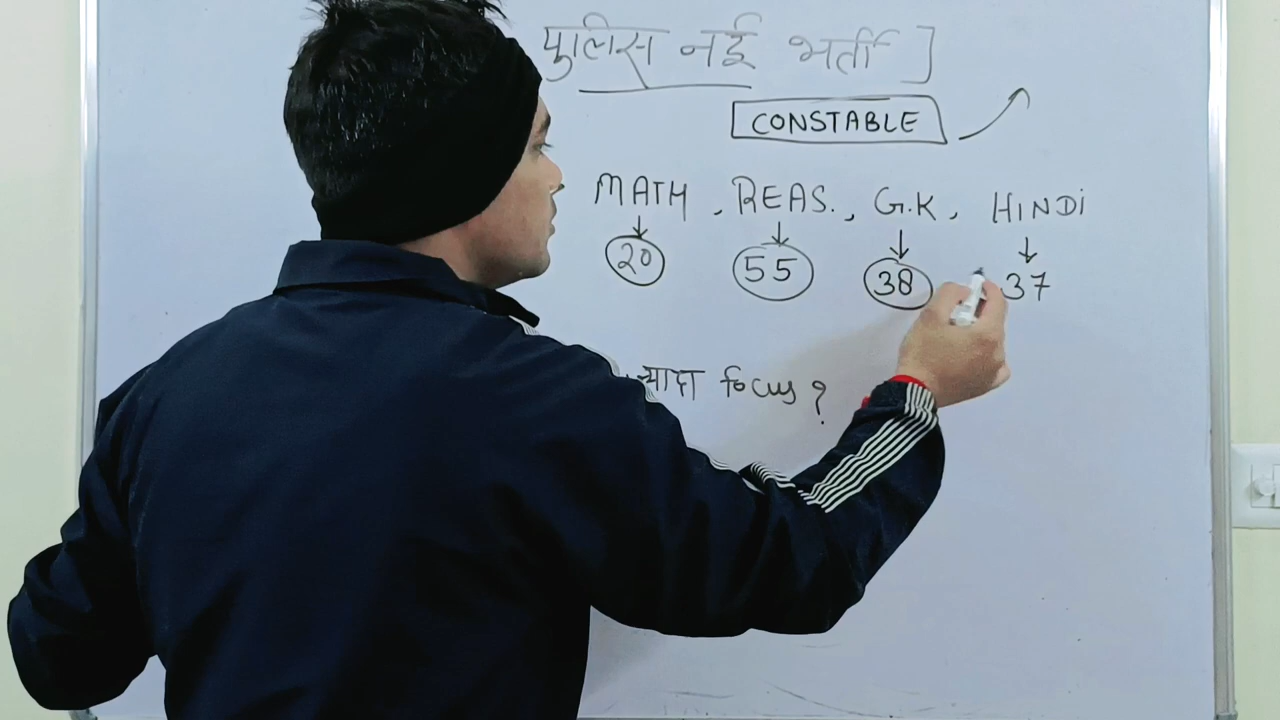 पुलिस नई भर्ती ]
CONSTABLE
MATH , REAS. , G.K , HINDi
20 55 38 37
ज्यादा focus ?